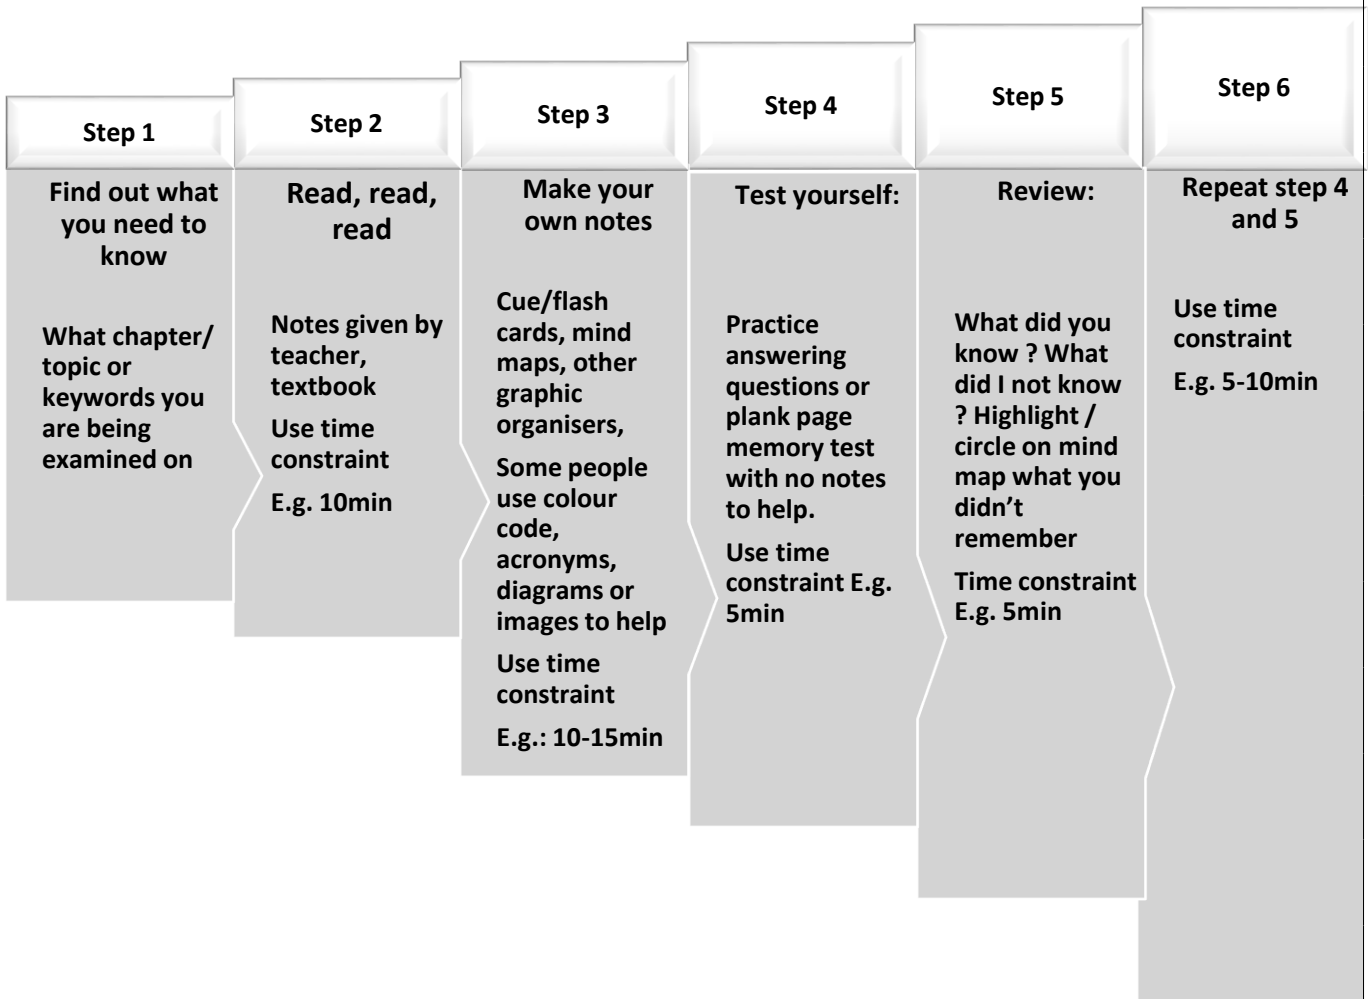 Step 1
Find out what
you need to
know
What chapter/
topic or
keywords you
are being
examined on
Step 2
Read, read,
read
Notes given by
teacher,
textbook
Use time
constraint
E.g. 10min
Step 3
Make your
own notes
Cue/flash
cards, mind
maps, other
graphic
organisers,
Some people
use colour
code,
acronyms,
diagrams or
images to help
Use time
constraint
E.g.: 10-15min
Step 4
Test yourself:
Practice
answering
questions or
plank page
memory test
with no notes
to help.
Use time
constraint E.g.
5min
Step 5
Review:
What did you
know ? What
did I not know
? Highlight /
circle on mind
map what you
didn’t
remember
Time constraint
E.g. 5min
Step 6
Repeat step 4
and 5
Use time
constraint
E.g. 5-10min